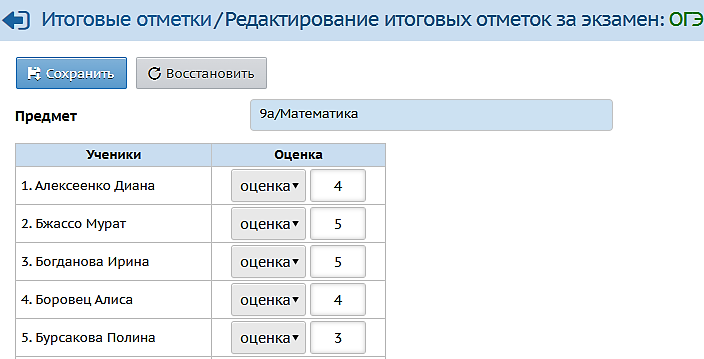 Итоговые отметки/Редактирование итоговых отметок за экзамен: ОГЭ
Сохранить Восстановить
Предмет 9а/Математика
Ученики Оценка
1. Алексеенко Диана оценка 4
2. Бжассо Мурат оценка 5
3. Богданова Ирина оценка 5
4. Боровец Алиса оценка 4
5. Бурсакова Полина оценка 3